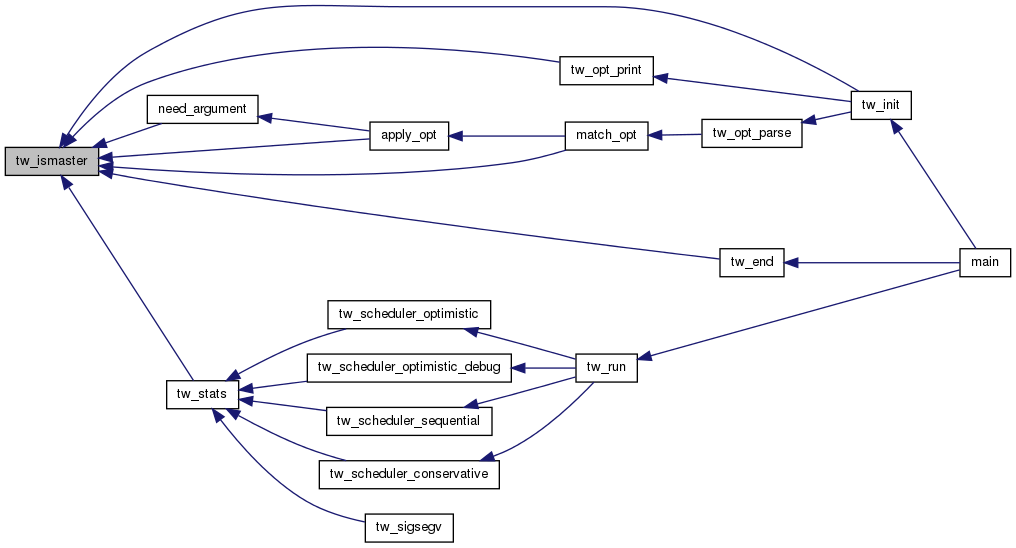 tw_opt_print
tw_init
need_argument
apply_opt
match_opt
tw_opt_parse
tw_ismaster
tw_end
main
tw_scheduler_optimistic
tw_scheduler_optimistic_debug
tw_run
tw_stats
tw_scheduler_sequential
tw_scheduler_conservative
tw_sigsegv